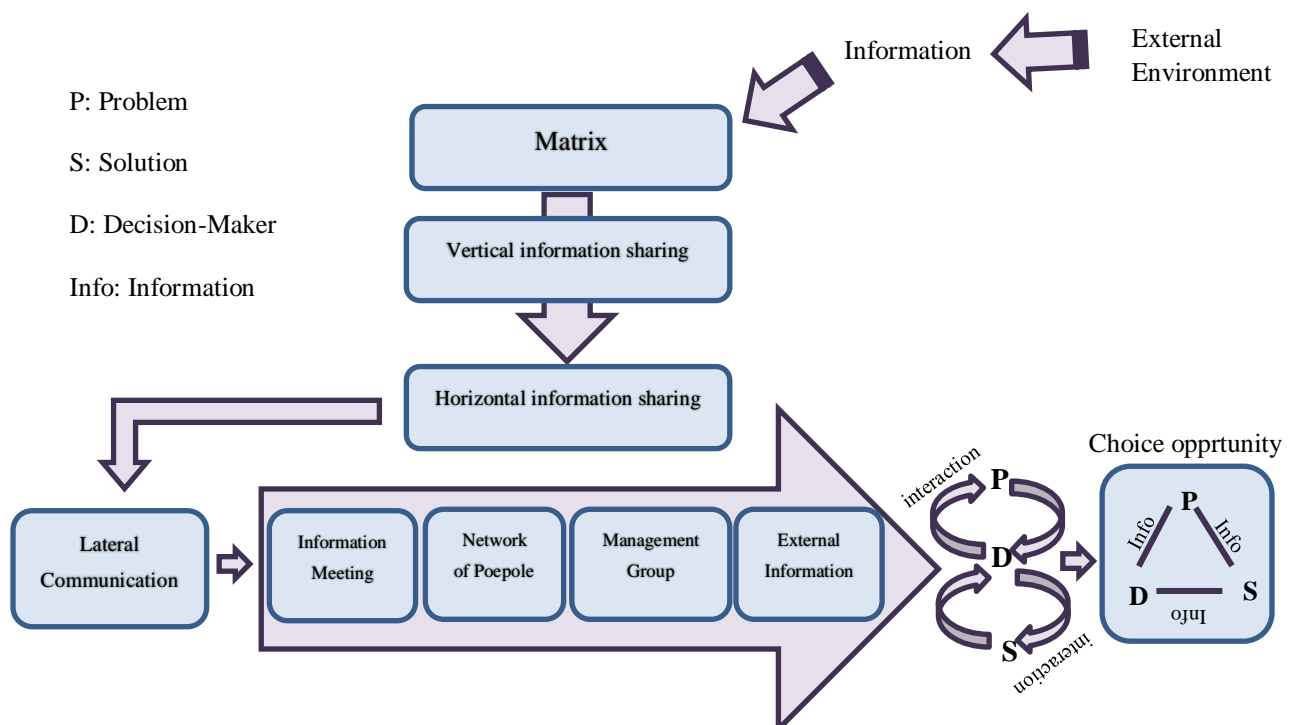 Information
External
Environment
P: Problem
S: Solution
D: Decision-Maker
Info: Information
Matrix
Vertical information sharing
Horizontal information sharing
Lateral
Communication
Information
Meeting
Network
of Poepole
Management
Group
External
Information
interaction
P
D
S
interaction
Choice opprtunity
P
Info
Info
D
S
Info